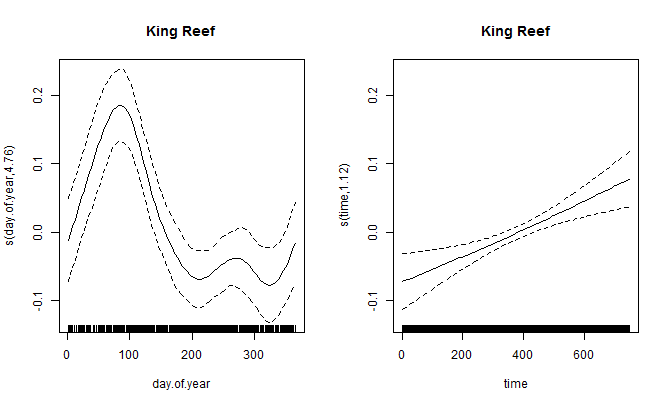 King Reef
s(day.of.year,4.76)
-0.1 0.0 0.1 0.2
0 100 200 300
day.of.year
King Reef
s(time,1.12)
-0.1 0.0 0.1 0.2
0 200 400 600
time